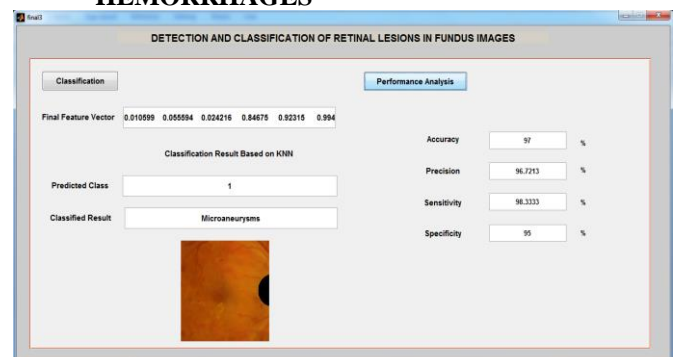 HEMORRHAGES
final3
DETECTION AND CLASSIFICATION OF RETINAL LESIONS IN FUNDUS IMAGES
Classification
Performance Analysis
Final Feature Vector 0.010599 0.055594 0.024216 0.84675 0.92315 0.994
Classification Result Based on KNN
Predicted Class 1
Classified Result Microaneurysms
Accuracy 97 %
Precision 96.7213 %
Sensitivity 98.3333 %
Specificity 95 %